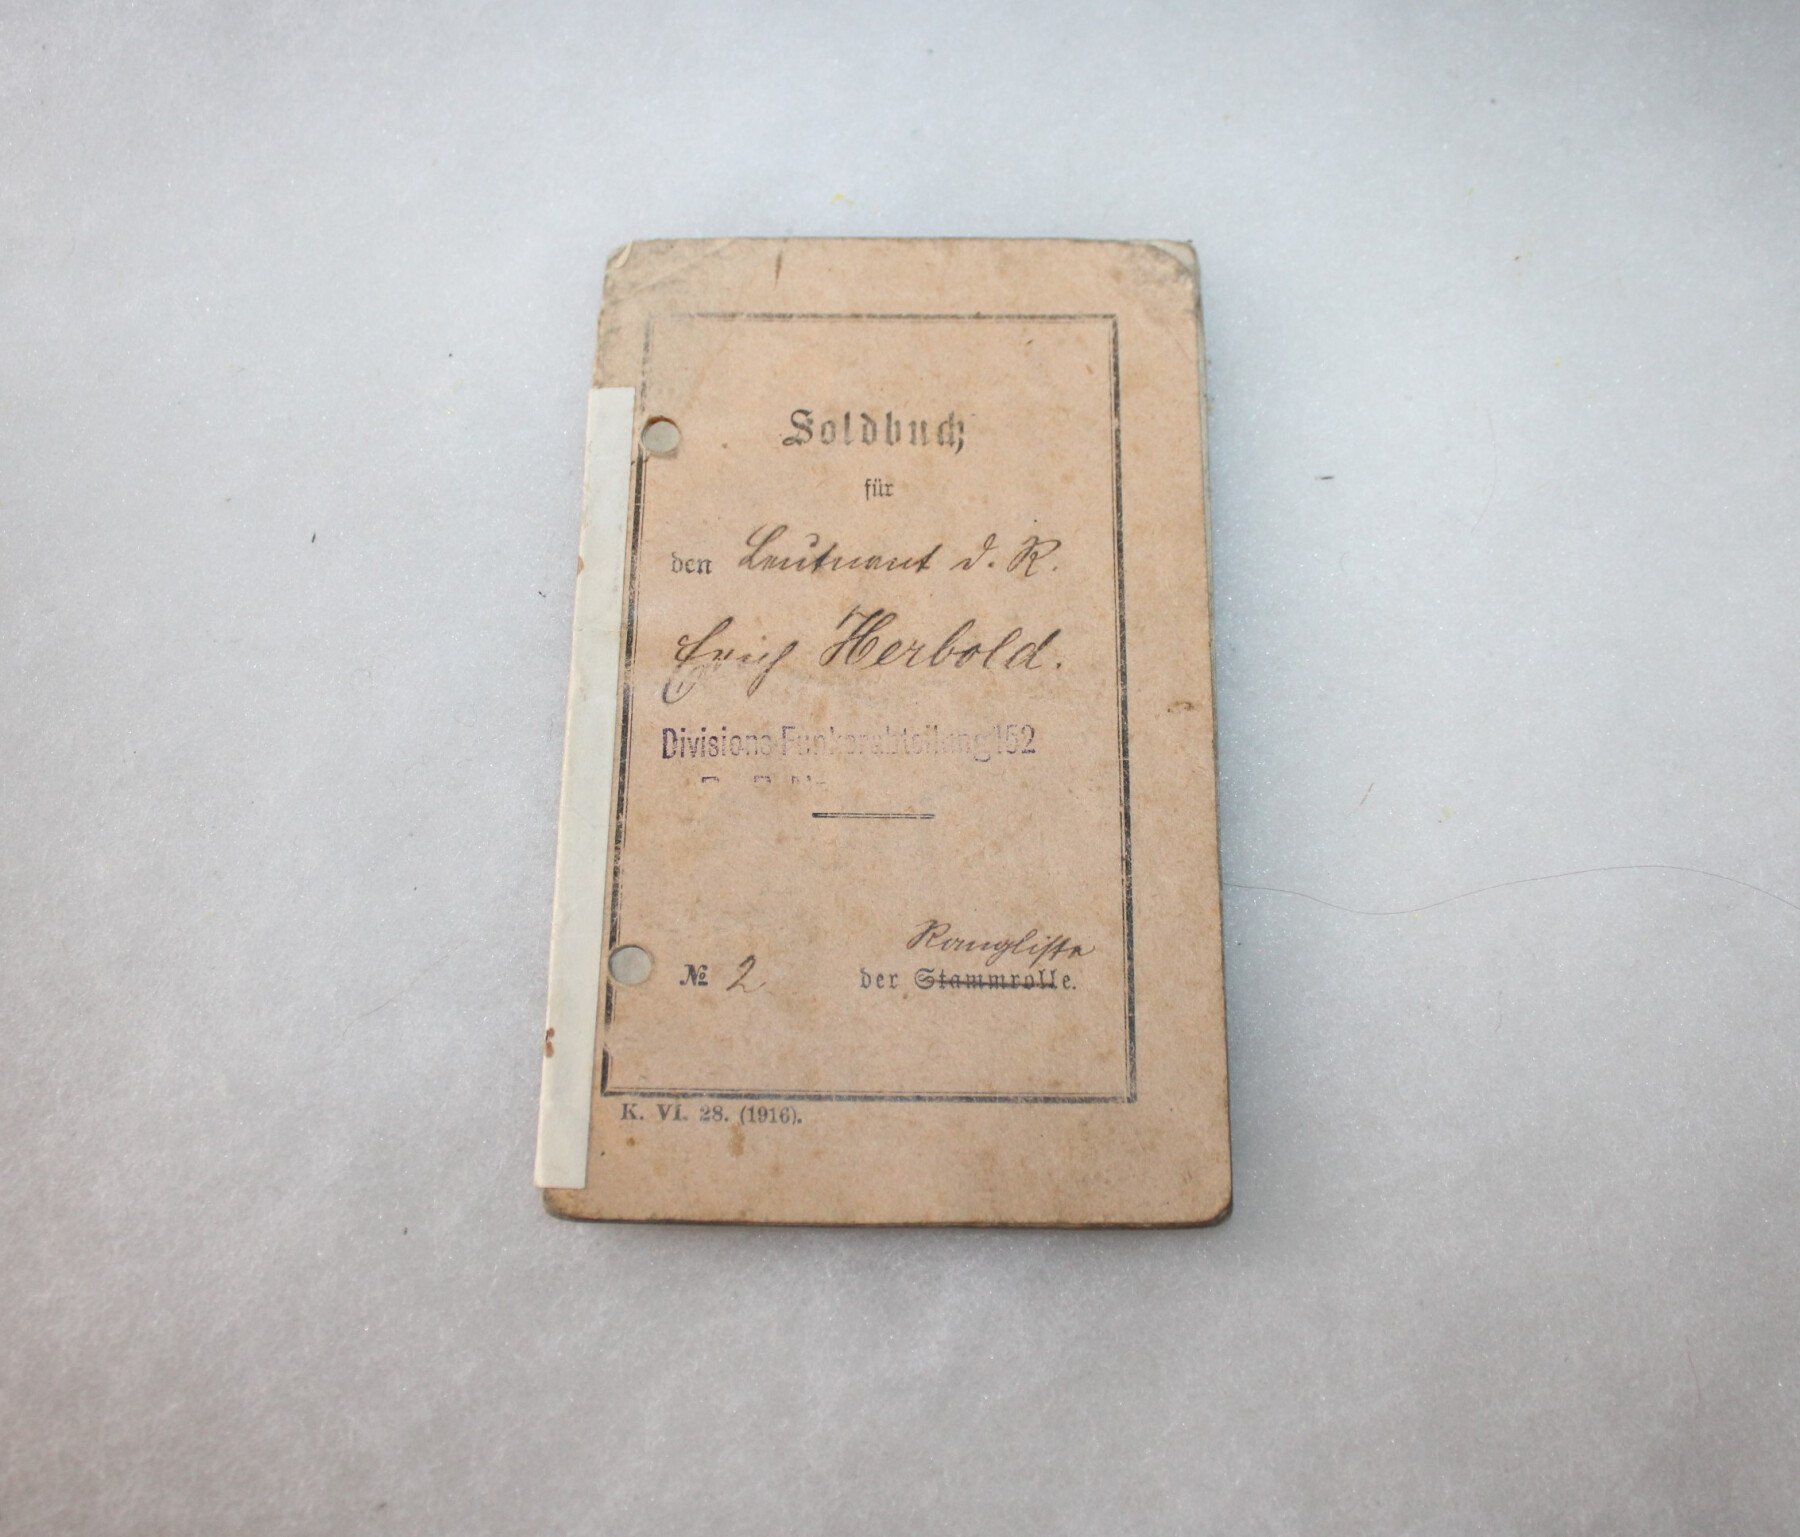 Soldbuch
für
den Leutnant d. R.
Erich Herbold.
Divisions-Funkerabteilung 152
№ 2 der Stammrolle.
Rangliste
K. VI. 28. (1916).